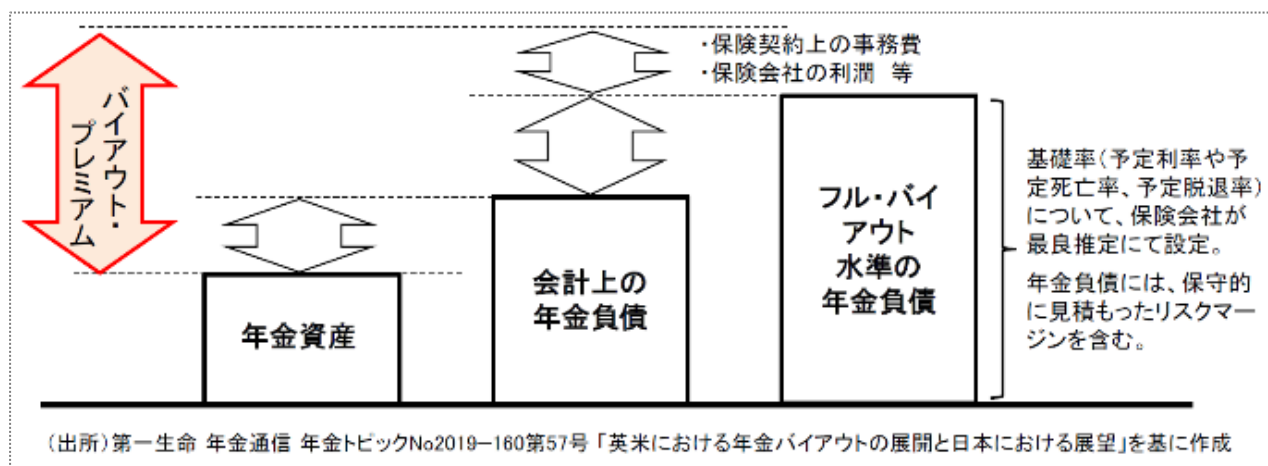 ・保険契約上の事務費
・保険会社の利潤 等
バイアウト・
プレミアム
年金資産
会計上の
年金負債
フル・バイ
アウト
水準の
年金負債
基礎率(予定利率や予
定死亡率、予定脱退率)
について、保険会社が
最良推定にて設定。
年金負債には、保守的
に見積もったリスクマー
ジンを含む。
(出所)第一生命 年金通信 年金トピックNo2019-160第57号 「英米における年金バイアウトの展開と日本における展望」を基に作成